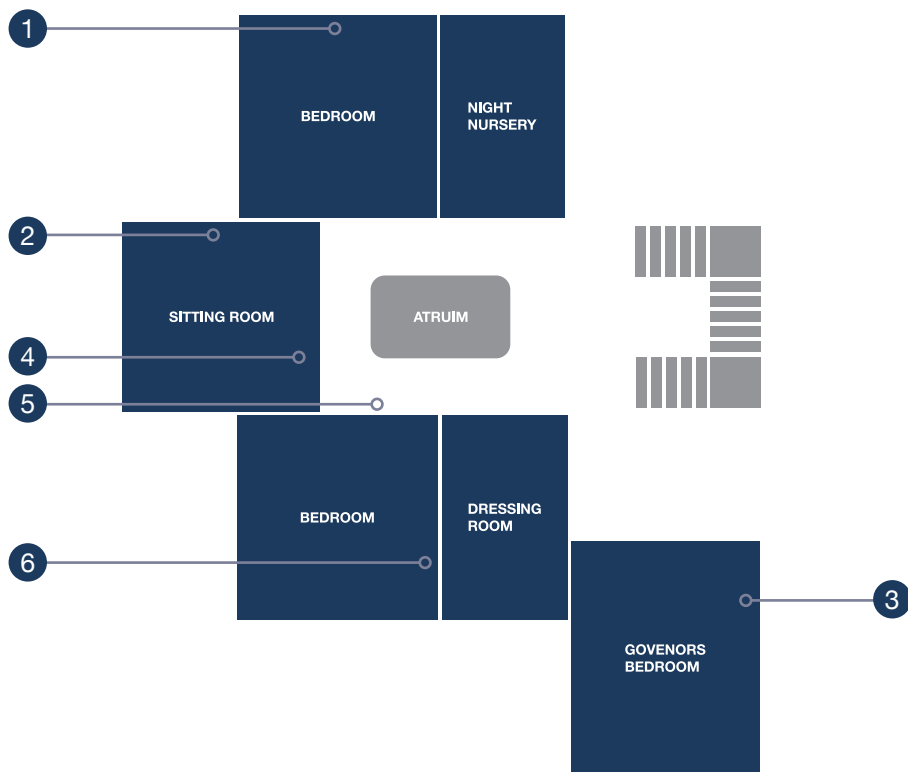 1
BEDROOM
NIGHT
NURSERY
2
SITTING ROOM
ATRUIM
4
5
BEDROOM
DRESSING
ROOM
6
3
GOVENORS
BEDROOM